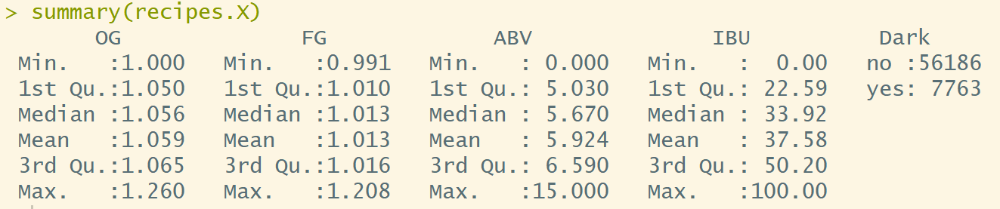 > summary(recipes.X)
OG FG ABV IBU Dark
Min. :1.000 Min. :0.991 Min. : 0.000 Min. : 0.00 no :56186
1st Qu.:1.050 1st Qu.:1.010 1st Qu.: 5.030 1st Qu.: 22.59 yes: 7763
Median :1.056 Median :1.013 Median : 5.670 Median : 33.92
Mean :1.059 Mean :1.013 Mean : 5.924 Mean : 37.58
3rd Qu.:1.065 3rd Qu.:1.016 3rd Qu.: 6.590 3rd Qu.: 50.20
Max. :1.260 Max. :1.208 Max. :15.000 Max. :100.00